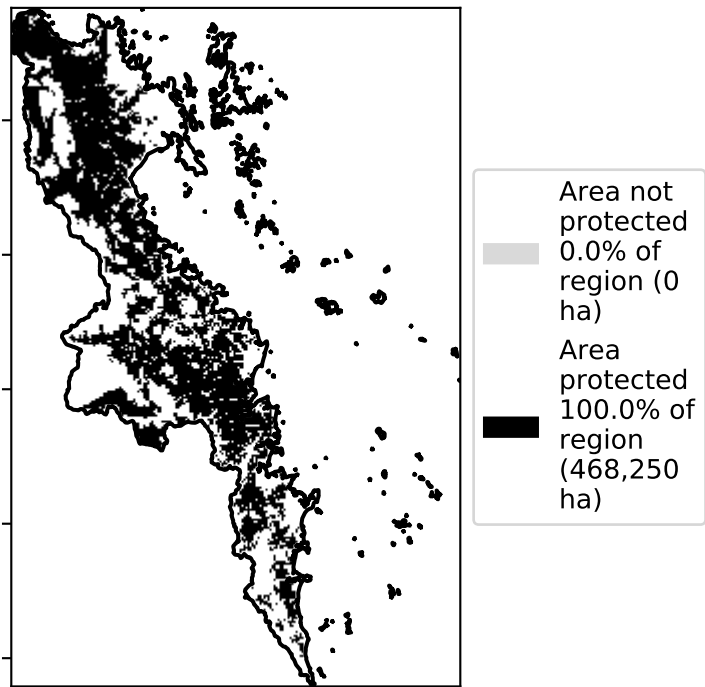 Area not
protected
0.0% of
region (0
ha)
Area
protected
100.0% of
region
(468,250
ha)